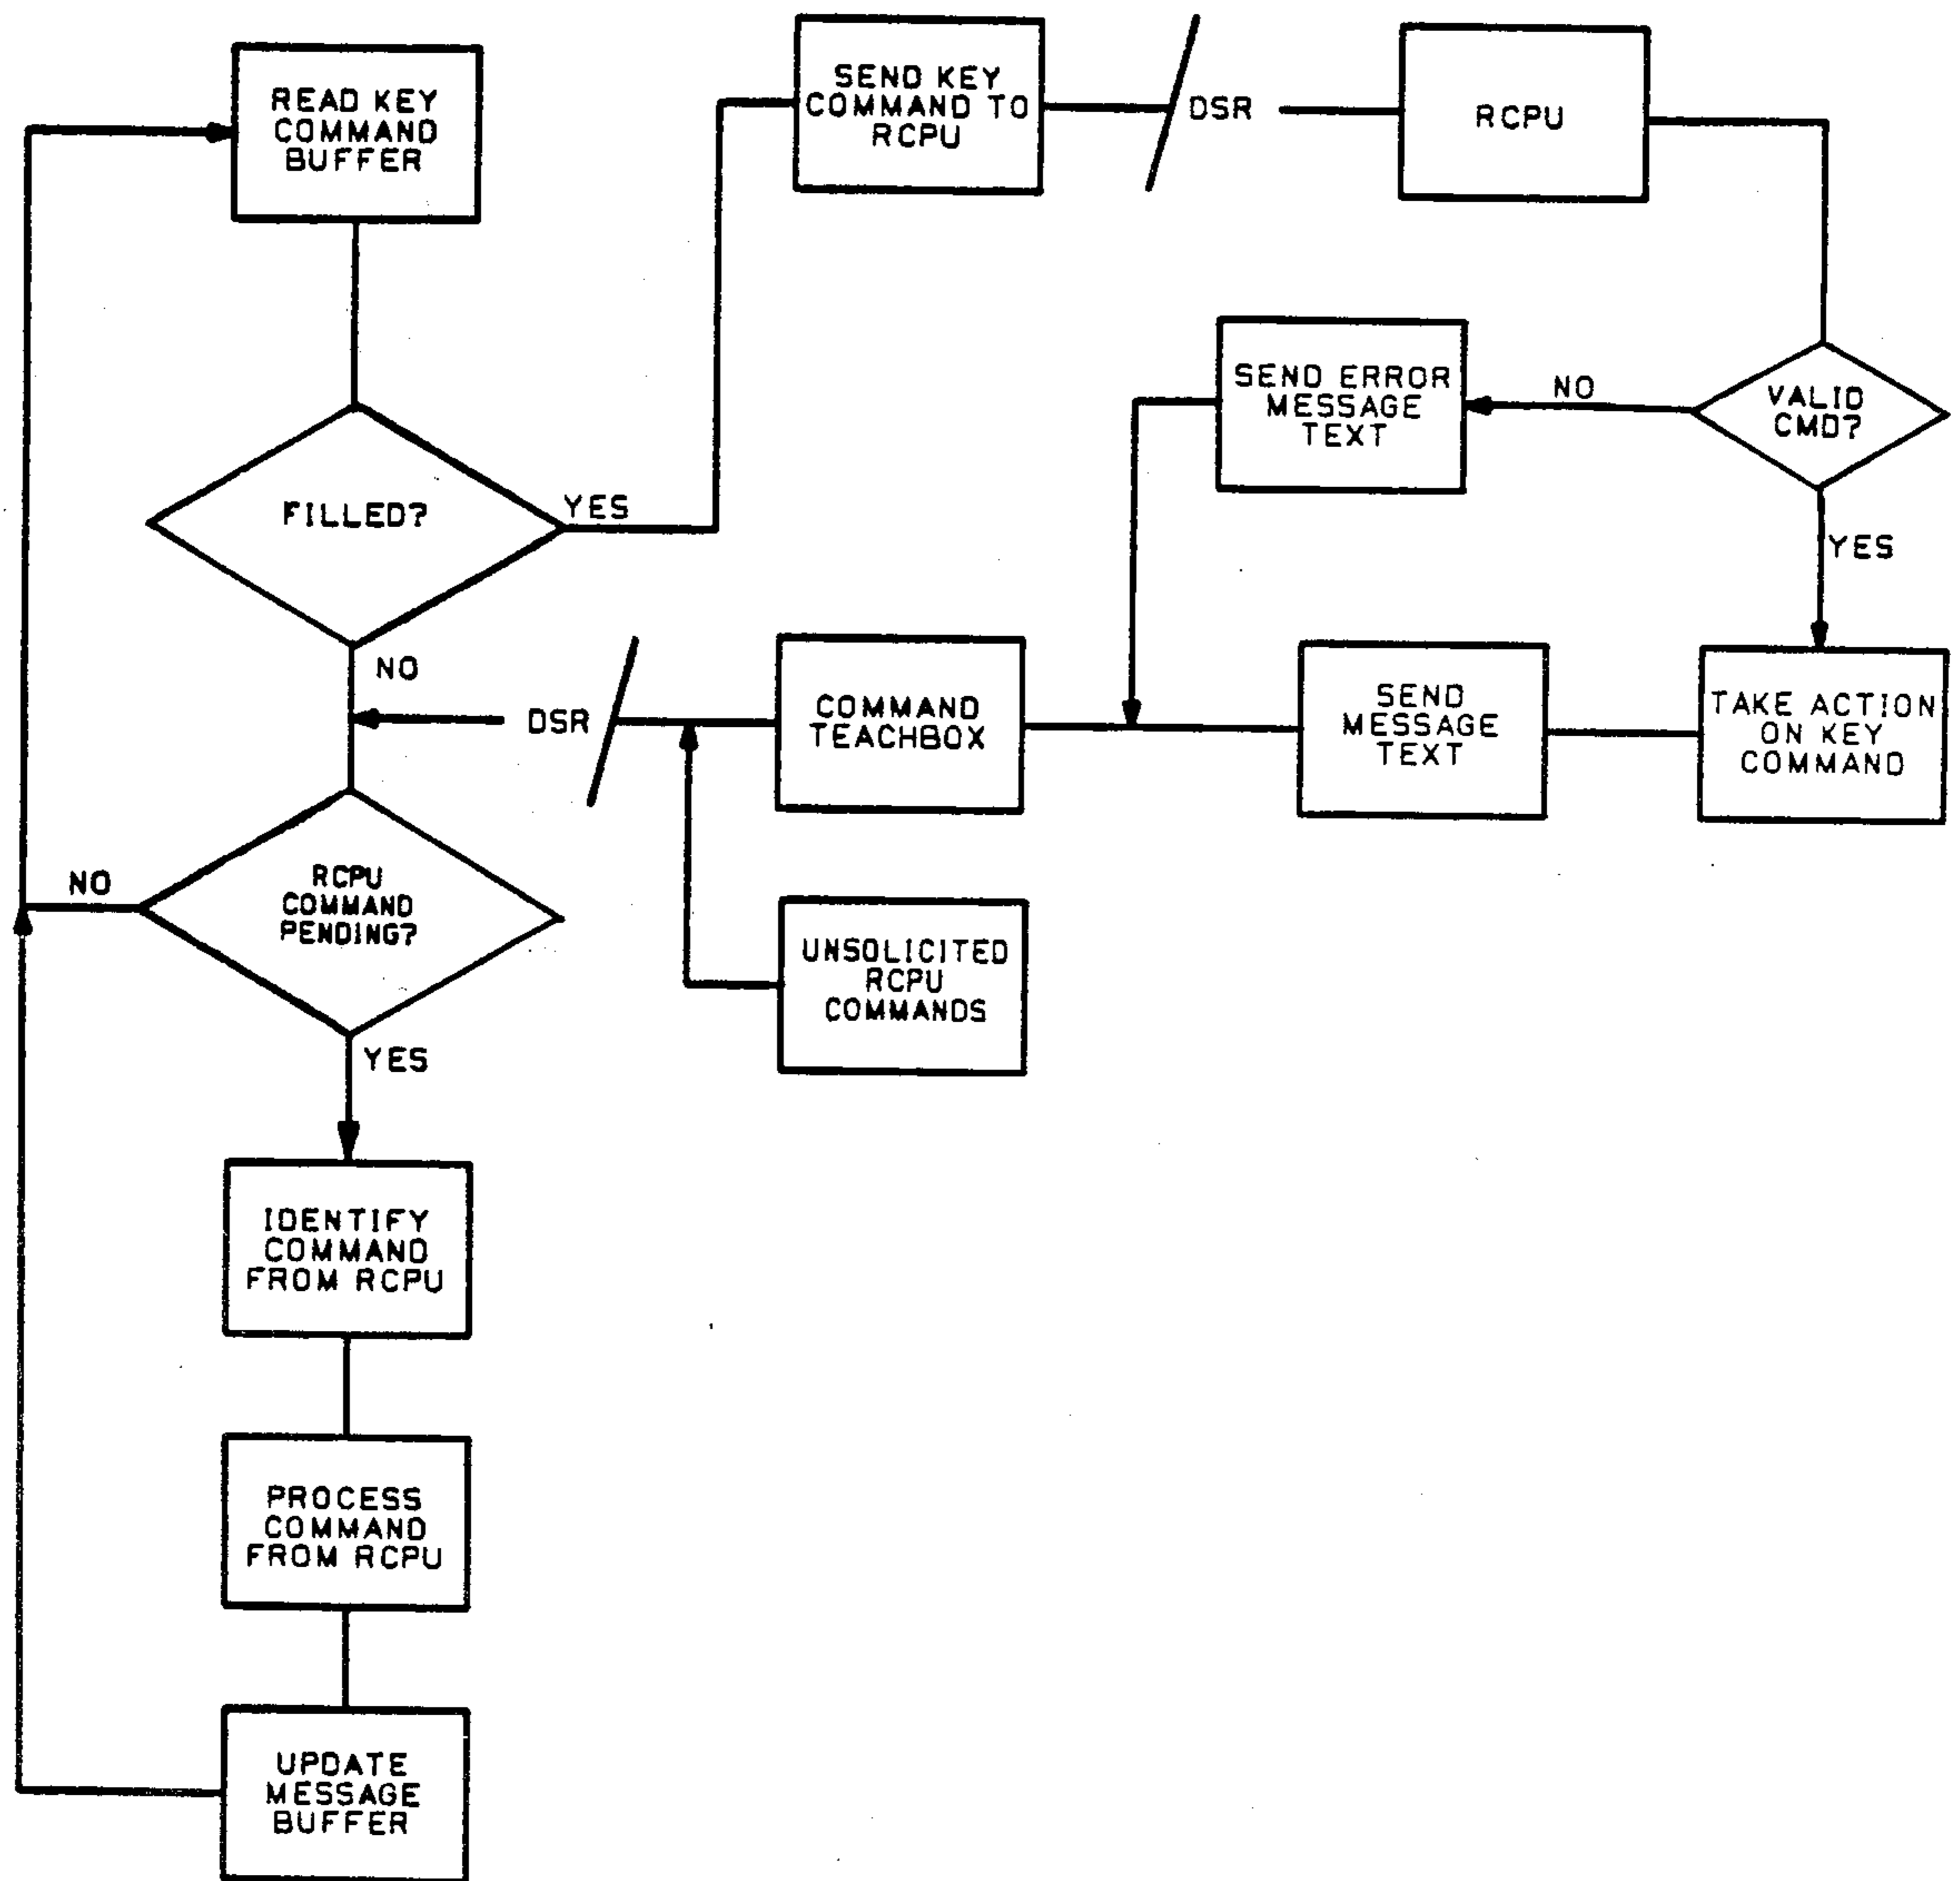 READ KEY
COMMAND
BUFFER
SEND KEY
COMMAND TO
RCPU
DSR
RCPU
FILLED?
YES
NO
SEND ERROR
MESSAGE
TEXT
NO
VALID
CMD?
YES
DSR
COMMAND
TEACHBOX
SEND
MESSAGE
TEXT
TAKE ACTION
ON KEY
COMMAND
NO
RCPU
COMMAND
PENDING?
YES
UNSOLICITED
RCPU
COMMANDS
IDENTIFY
COMMAND
FROM RCPU
PROCESS
COMMAND
FROM RCPU
UPDATE
MESSAGE
BUFFER